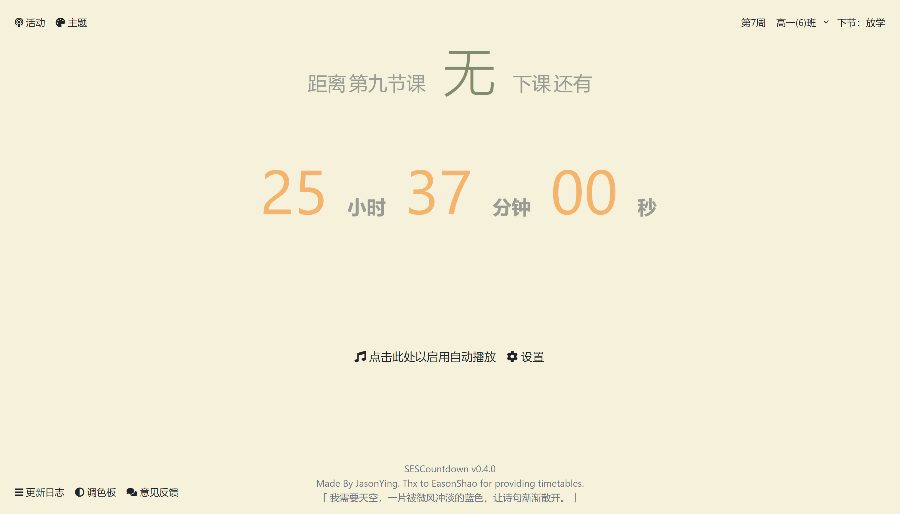 活动 主题 第7周 高一(6)班 下节：放学
距离第九节课 无 下课还有
25 小时 37 分钟 00 秒
点击此处以启用自动播放 设置
SESCountdown v0.4.0
Made By JasonYing. Thx to EasonShao for providing timetables.
「 我需要天空，一片被微风冲淡的蓝色，让诗句渐渐散开。 」
更新日志 调色板 意见反馈